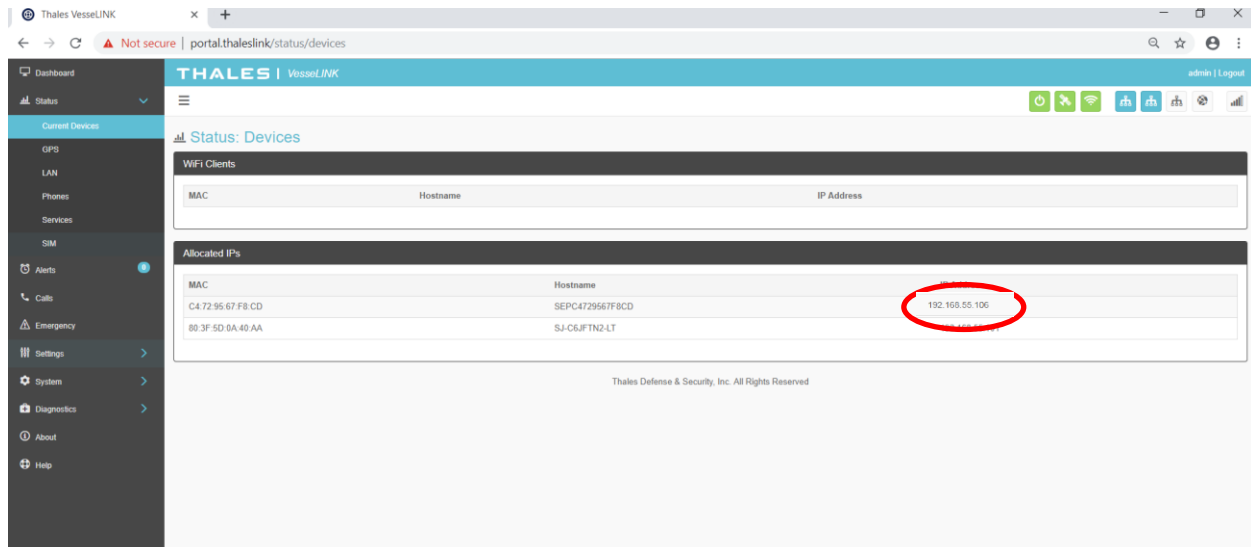 Thales VesseLINK
Not secure | portal.thaleslink/status/devices
Dashboard
THALES | VesseLINK
admin | Logout
Status
Current Devices
Status: Devices
GPS
WiFi Clients
LAN
Phones
MAC Hostname IP Address
Services
SIM
Allocated IPs
Alerts 0
MAC Hostname
Calls
C4:72:95:67:F8:CD SEPC4729567F8CD 192.168.55.106
Emergency
80:3F:5D:0A:40:AA SJ-C6JFTN2-LT
Settings
System
Thales Defense & Security, Inc. All Rights Reserved
Diagnostics
About
Help